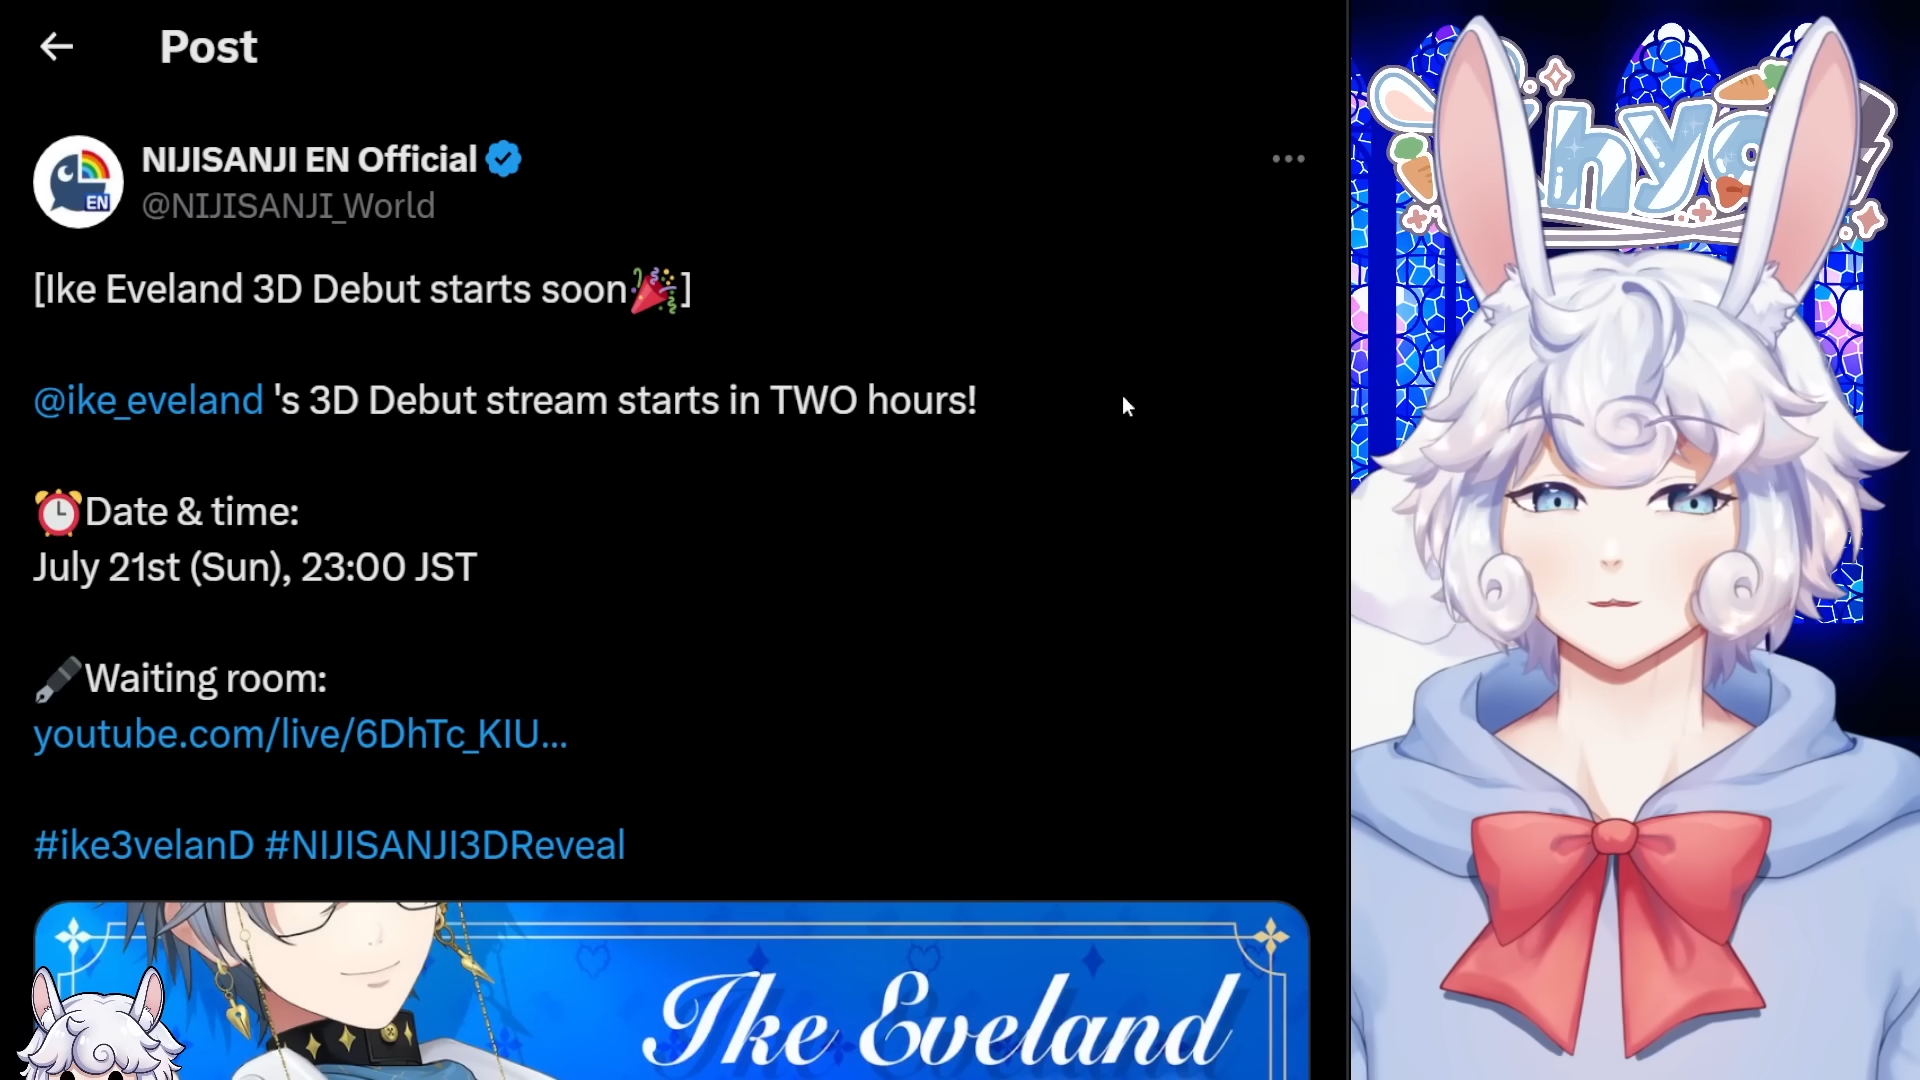 Post
NIJISANJI EN Official
@NIJISANJI_World
EN
[Ike Eveland 3D Debut starts soon🎉]
@ike_eveland 's 3D Debut stream starts in TWO hours!
⏰Date & time:
July 21st (Sun), 23:00 JST
🖋️Waiting room:
youtube.com/live/6DhTc_KIU...
#ike3velanD #NIJISANJI3DReveal
Ike Eveland